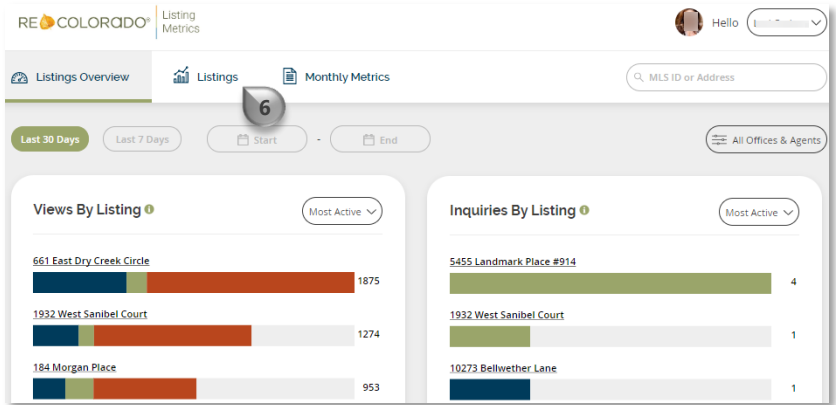 RECOLORADO® Listing Metrics
Hello
Listings Overview Listings Monthly Metrics MLS ID or Address
6
Last 30 Days Last 7 Days Start - End All Offices & Agents
Views By Listing Most Active
661 East Dry Creek Circle
1875
1932 West Sanibel Court
1274
184 Morgan Place
953
Inquiries By Listing Most Active
5455 Landmark Place #914
4
1932 West Sanibel Court
1
10273 Bellwether Lane
1